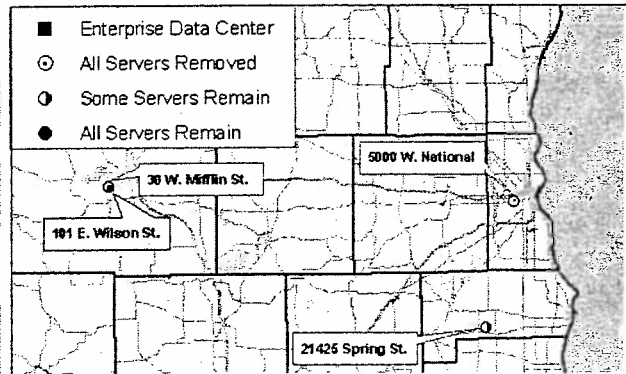 Enterprise Data Center
All Servers Removed
Some Servers Remain
All Servers Remain
5000 W. National
30 W. Mifflin St.
101 E. Wilson St.
21425 Spring St.